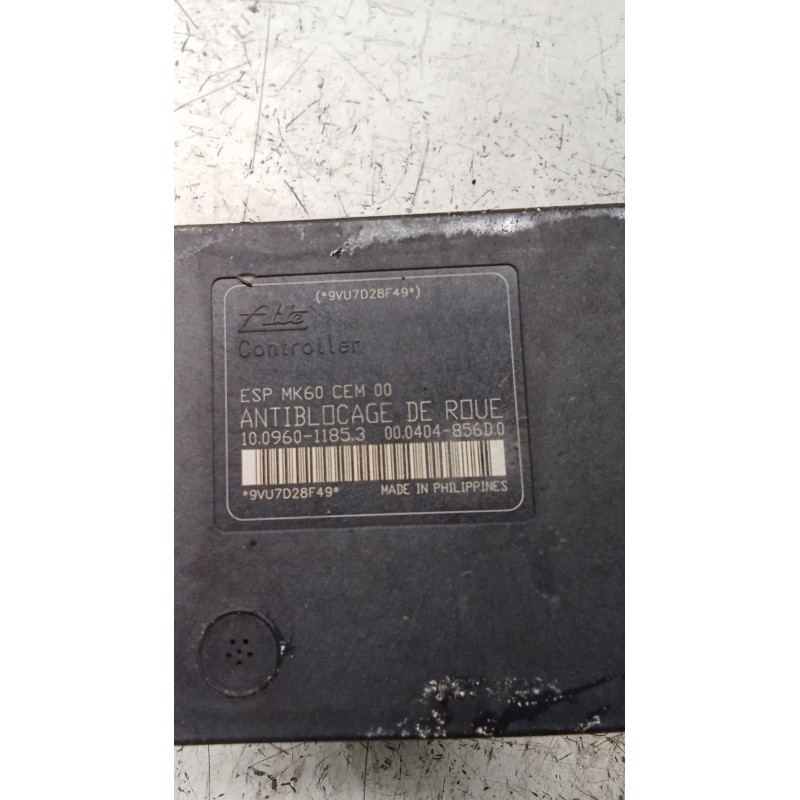 (*9VU7D28F49*)
Ate
Controller
ESP MK60 CEM 00
ANTIBLOCAGE DE ROUE
10.0960-1185.3 00.0404-856D.0
*9VU7D28F49* MADE IN PHILIPPINES